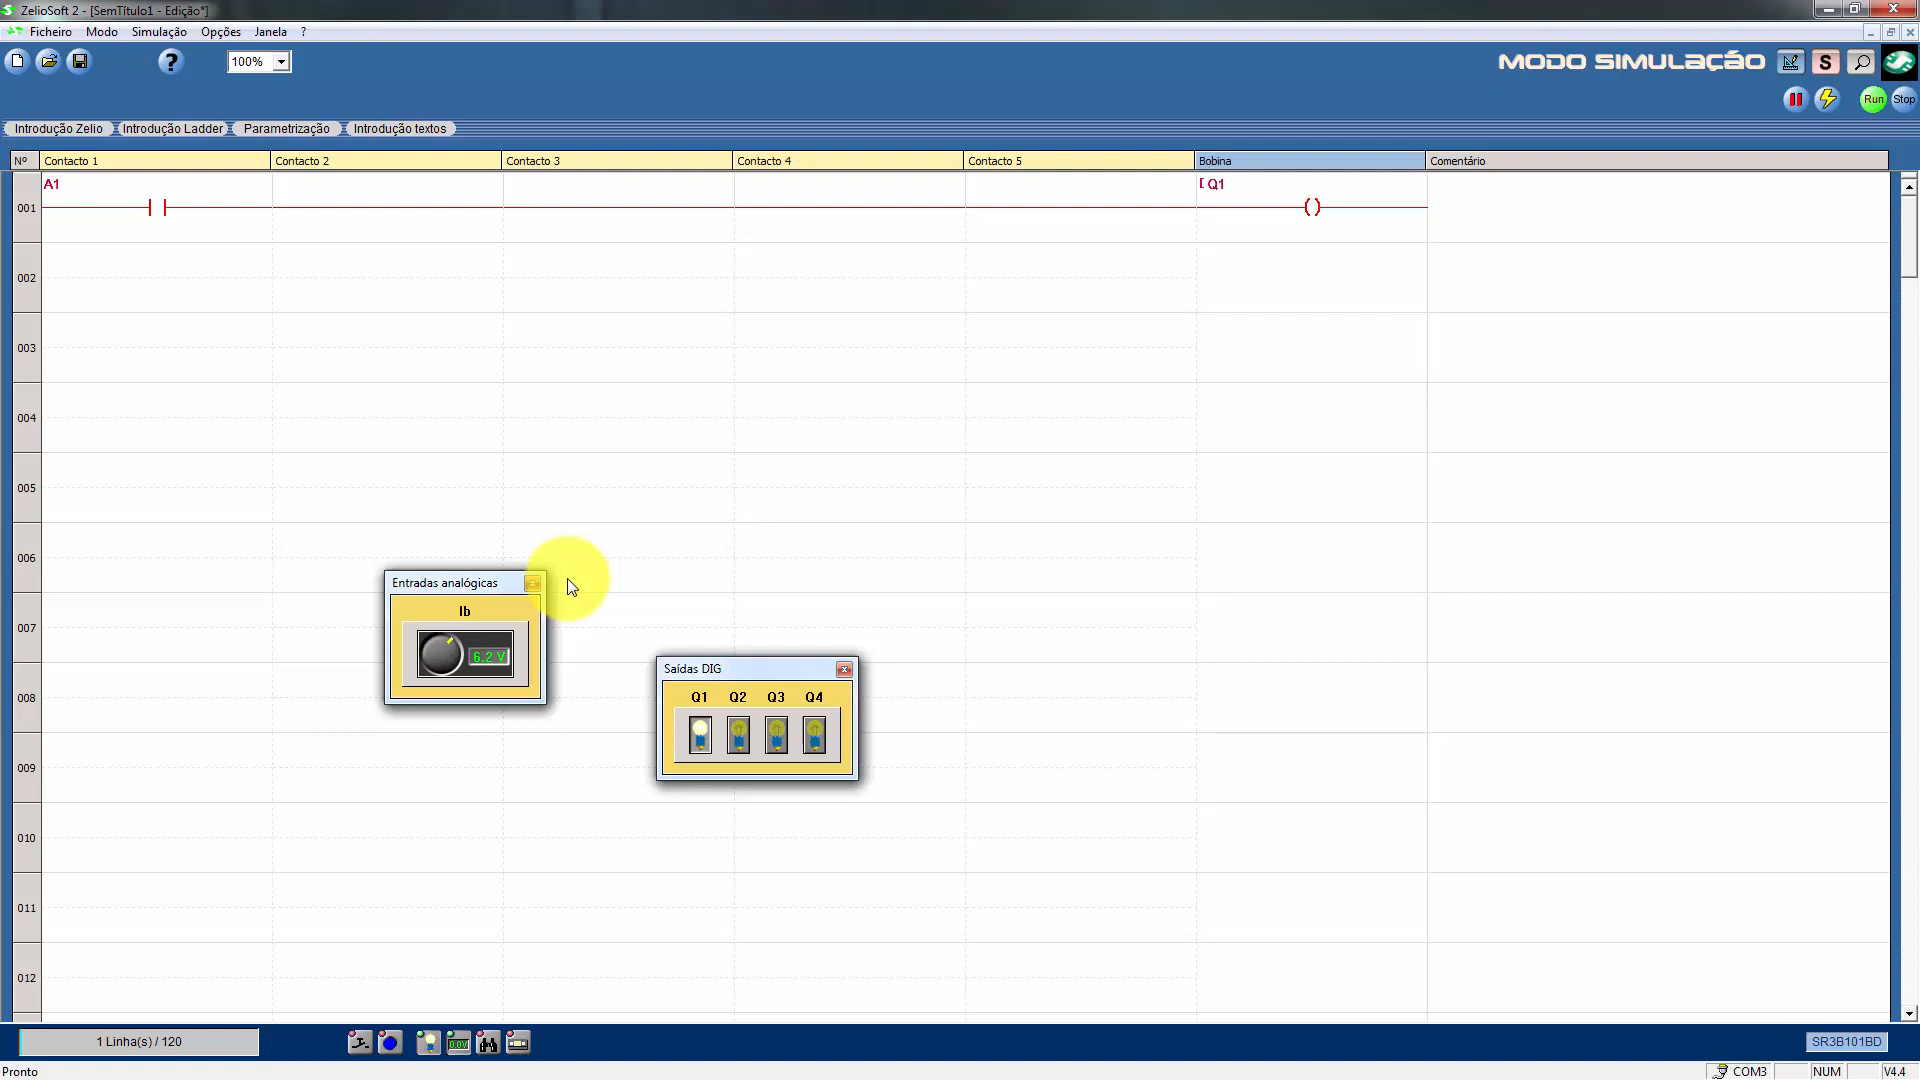 ZelioSoft 2 - [SemTítulo1 - Edição*]
Ficheiro Modo Simulação Opções Janela ?
100%
MODO SIMULAÇÃO
S
Run Stop
Introdução Zelio Introdução Ladder Parametrização Introdução textos
Nº Contacto 1 Contacto 2 Contacto 3 Contacto 4 Contacto 5 Bobina Comentário
A1 [ Q1
001
002
003
004
005
006
Entradas analógicas
Ib
007
6.2 V
Saídas DIG
Q1 Q2 Q3 Q4
008
009
010
011
012
1 Linha(s) / 120
0.0V
SR3B101BD
Pronto COM3 NUM V4.4